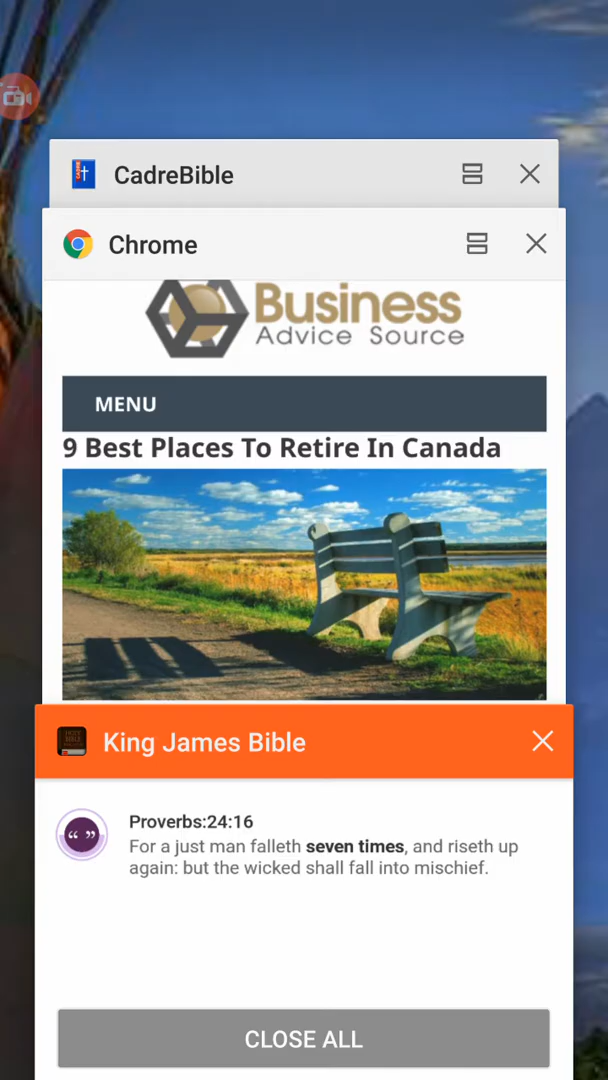 CadreBible
Chrome
Business
Advice Source
MENU
9 Best Places To Retire In Canada
King James Bible
Proverbs:24:16
For a just man falleth seven times, and riseth up
again: but the wicked shall fall into mischief.
CLOSE ALL